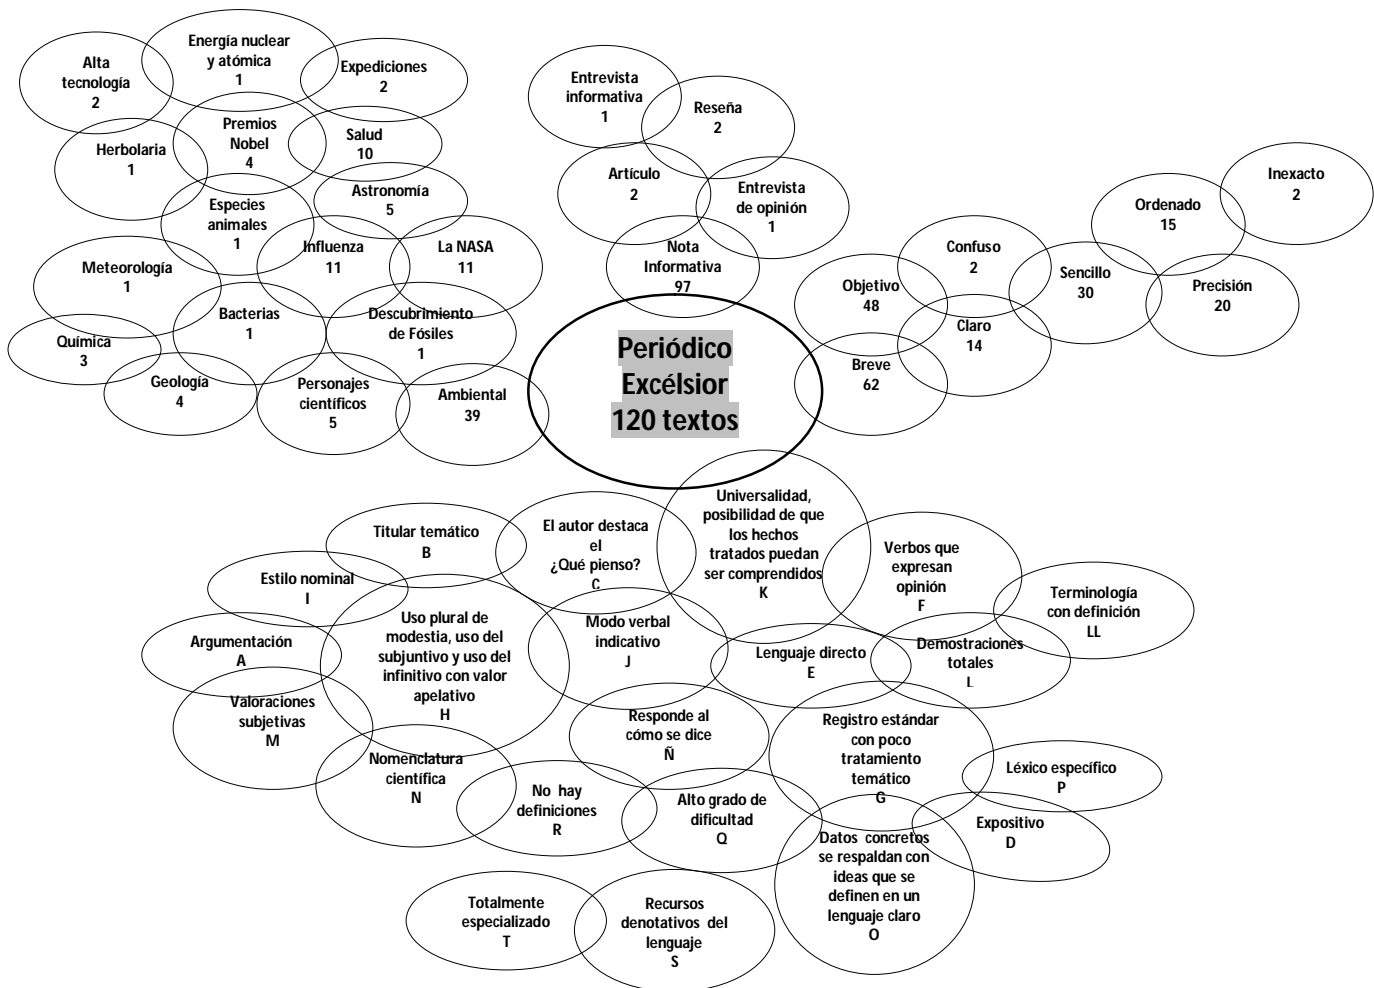 Energía nuclear
y atómica
1
Alta
tecnología
2
Expediciones
2
Premios
Nobel
4
Salud
10
Herbolaria
1
Astronomía
5
Especies
animales
1
Influenza
11
La NASA
11
Meteorología
1
Bacterias
1
Descubrimiento
de Fósiles
1
Química
3
Geología
4
Personajes
científicos
5
Ambiental
39
Entrevista
informativa
1
Reseña
2
Artículo
2
Entrevista
de opinión
1
Nota
Informativa
97
Inexacto
2
Ordenado
15
Confuso
2
Sencillo
30
Precisión
20
Objetivo
48
Claro
14
Breve
62
Periódico
Excélsior
120 textos
Universalidad,
posibilidad de que
los hechos
tratados puedan
ser comprendidos
K
Titular temático
B
El autor destaca
el
¿Qué pienso?
C
Verbos que
expresan
opinión
F
Estilo nominal
I
Terminología
con definición
LL
Uso plural de
modestia, uso del
subjuntivo y uso del
infinitivo con valor
apelativo
H
Modo verbal
indicativo
J
Argumentación
A
Lenguaje directo
E
Demostraciones
totales
L
Valoraciones
subjetivas
M
Responde al
cómo se dice
Ñ
Registro estándar
con poco
tratamiento
temático
G
Nomenclatura
científica
N
Léxico específico
P
No hay
definiciones
R
Alto grado de
dificultad
Q
Expositivo
D
Datos concretos
se respaldan con
ideas que se
definen en un
lenguaje claro
O
Totalmente
especializado
T
Recursos
denotativos del
lenguaje
S